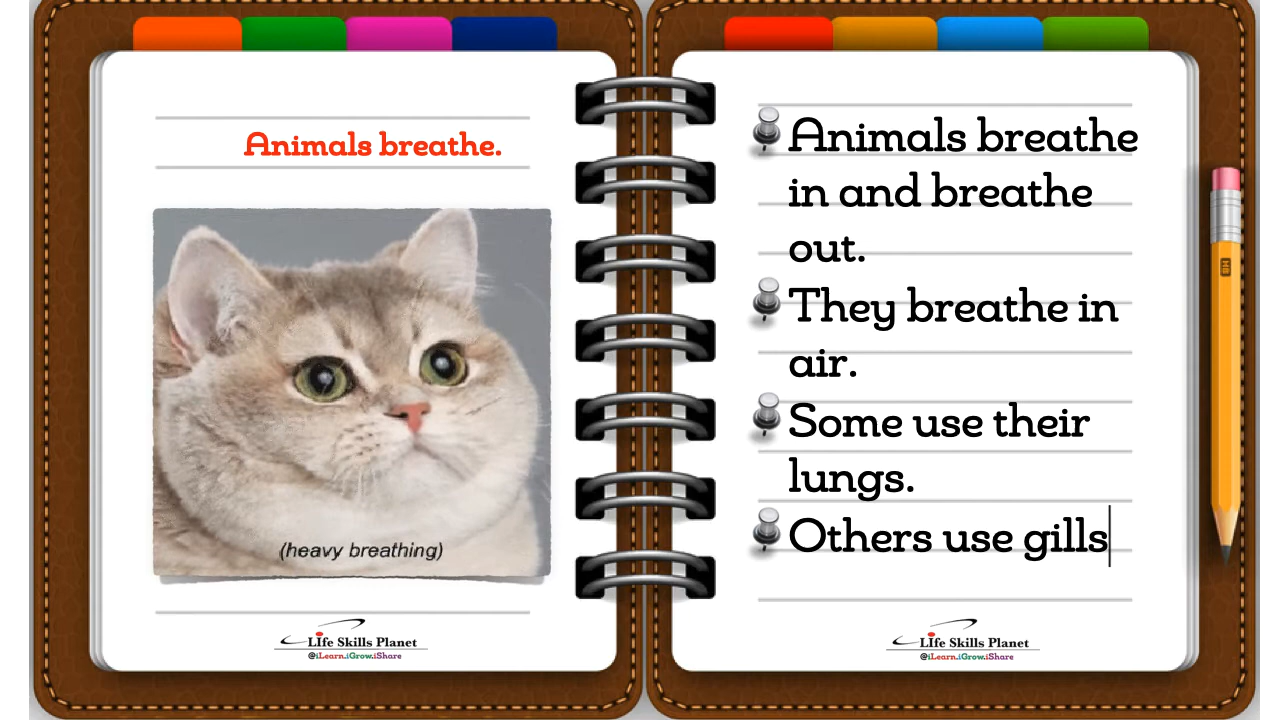 Animals breathe.
(heavy breathing)
LIfe Skills Planet
@iLearn.iGrow.iShare
Animals breathe
in and breathe
out.
They breathe in
air.
Some use their
lungs.
Others use gills
LIfe Skills Planet
@iLearn.iGrow.iShare
HB